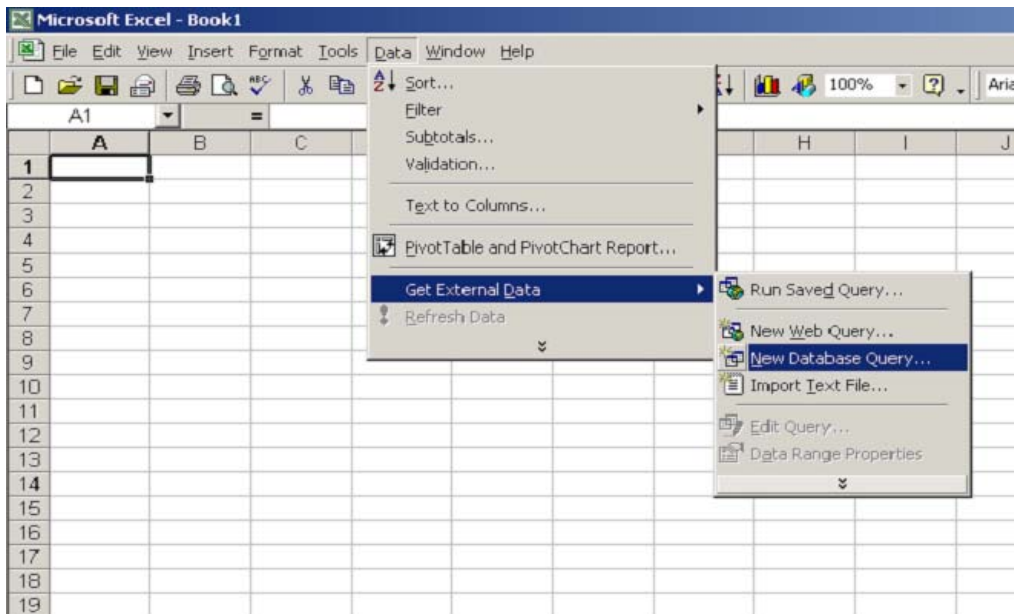 Microsoft Excel - Book1
File Edit View Insert Format Tools Data Window Help
100%
A1
=
A B C H I J
Sort...
Filter
Subtotals...
Validation...
Text to Columns...
PivotTable and PivotChart Report...
Get External Data
Refresh Data
Run Saved Query...
New Web Query...
New Database Query...
Import Text File...
Edit Query...
Data Range Properties
1
2
3
4
5
6
7
8
9
10
11
12
13
14
15
16
17
18
19